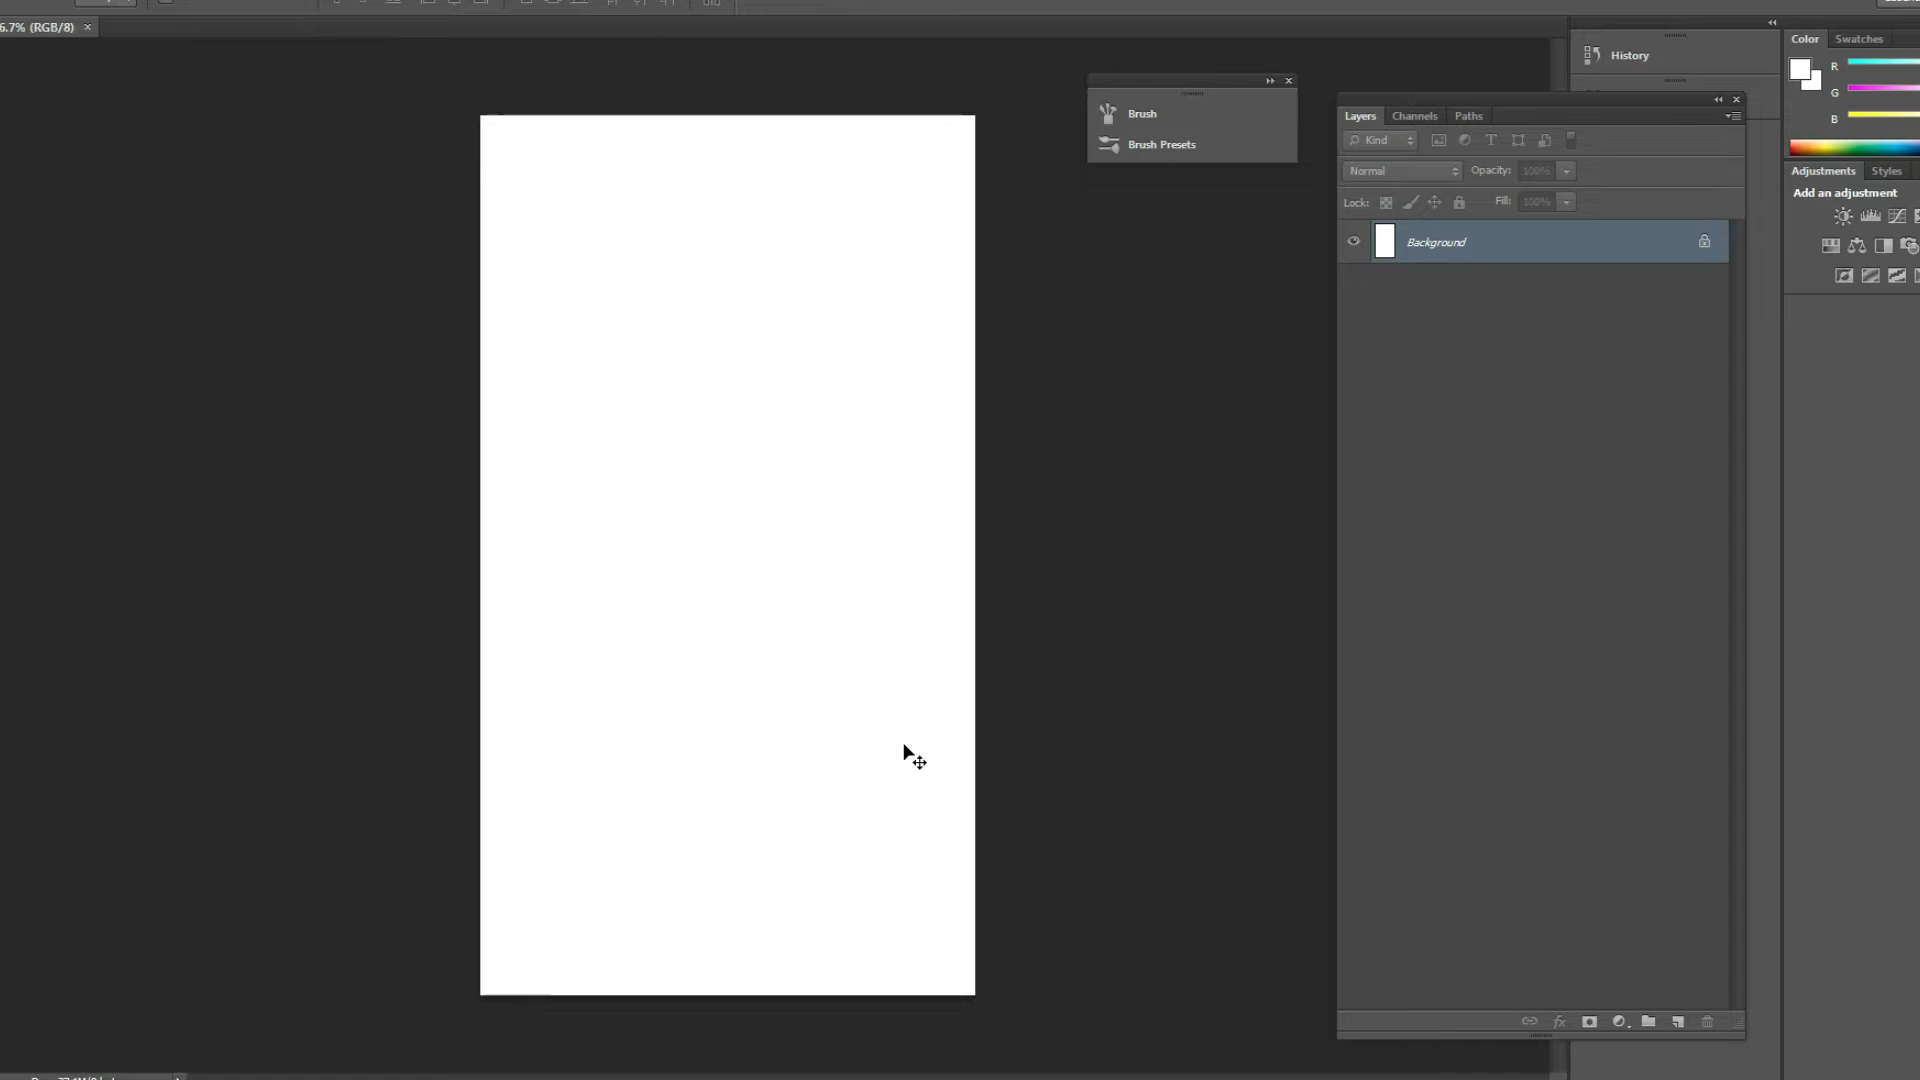 6.7% (RGB/8)
History
Color
Swatches
R
G
B
Brush
Brush Presets
Layers
Channels
Paths
Kind
Normal
Opacity: 100%
Lock:
Fill: 100%
Background
Adjustments
Styles
Add an adjustment
fx